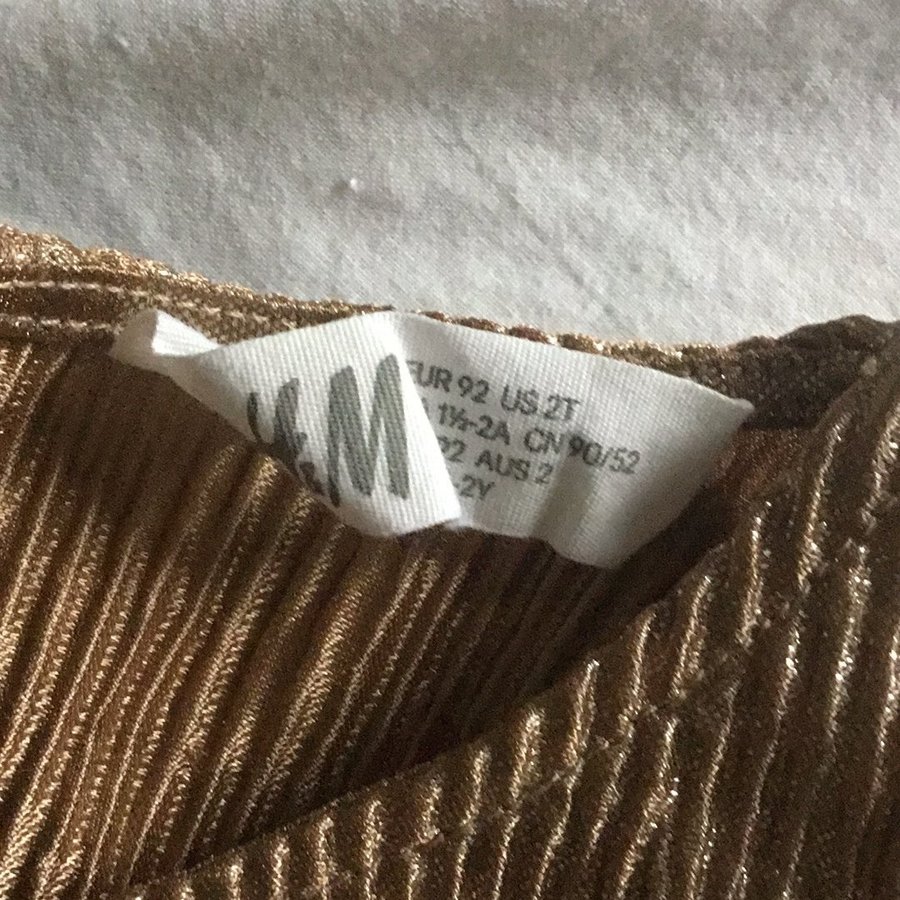 &M
EUR 92 US 2T
1½-2A CN 90/52
92 AUS 2
-2Y